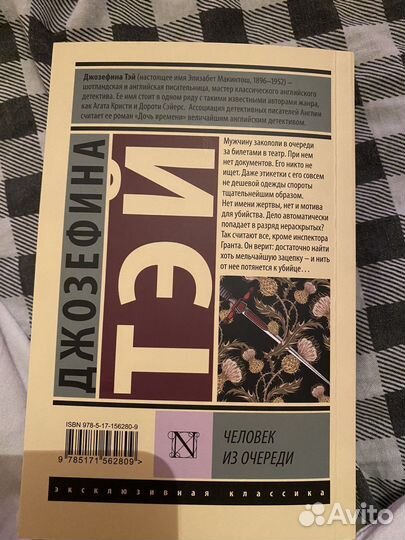 Джозефина Тэй (настоящее имя Элизабет Макинтош, 1896–1952) –
шотландская и английская писательница, мастер классического английского
детектива. Ее имя стоит в одном ряду с такими известными авторами жанра,
как Агата Кристи и Дороти Сэйерс. Ассоциация детективных писателей Англии
считает ее роман «Дочь времени» величайшим английским детективом.
ДЖОЗЕФИНА
ТЭЙ
Мужчину закололи в очереди
за билетами в театр. При нем
нет документов. Его никто не
ищет. Даже этикетки с его совсем
не дешевой одежды спороты
тщательнейшим образом.
Нет имени жертвы, нет и мотива
для убийства. Дело автоматически
попадает в разряд нераскрытых?
Так считают все, кроме инспектора
Гранта. Он верит: достаточно найти
хоть мельчайшую зацепку – и нить
от нее потянется к убийце…
ISBN 978-5-17-156280-9
9 785171 562809 >
N
ЧЕЛОВЕК
ИЗ ОЧЕРЕДИ
эксклюзивная классика
Avito